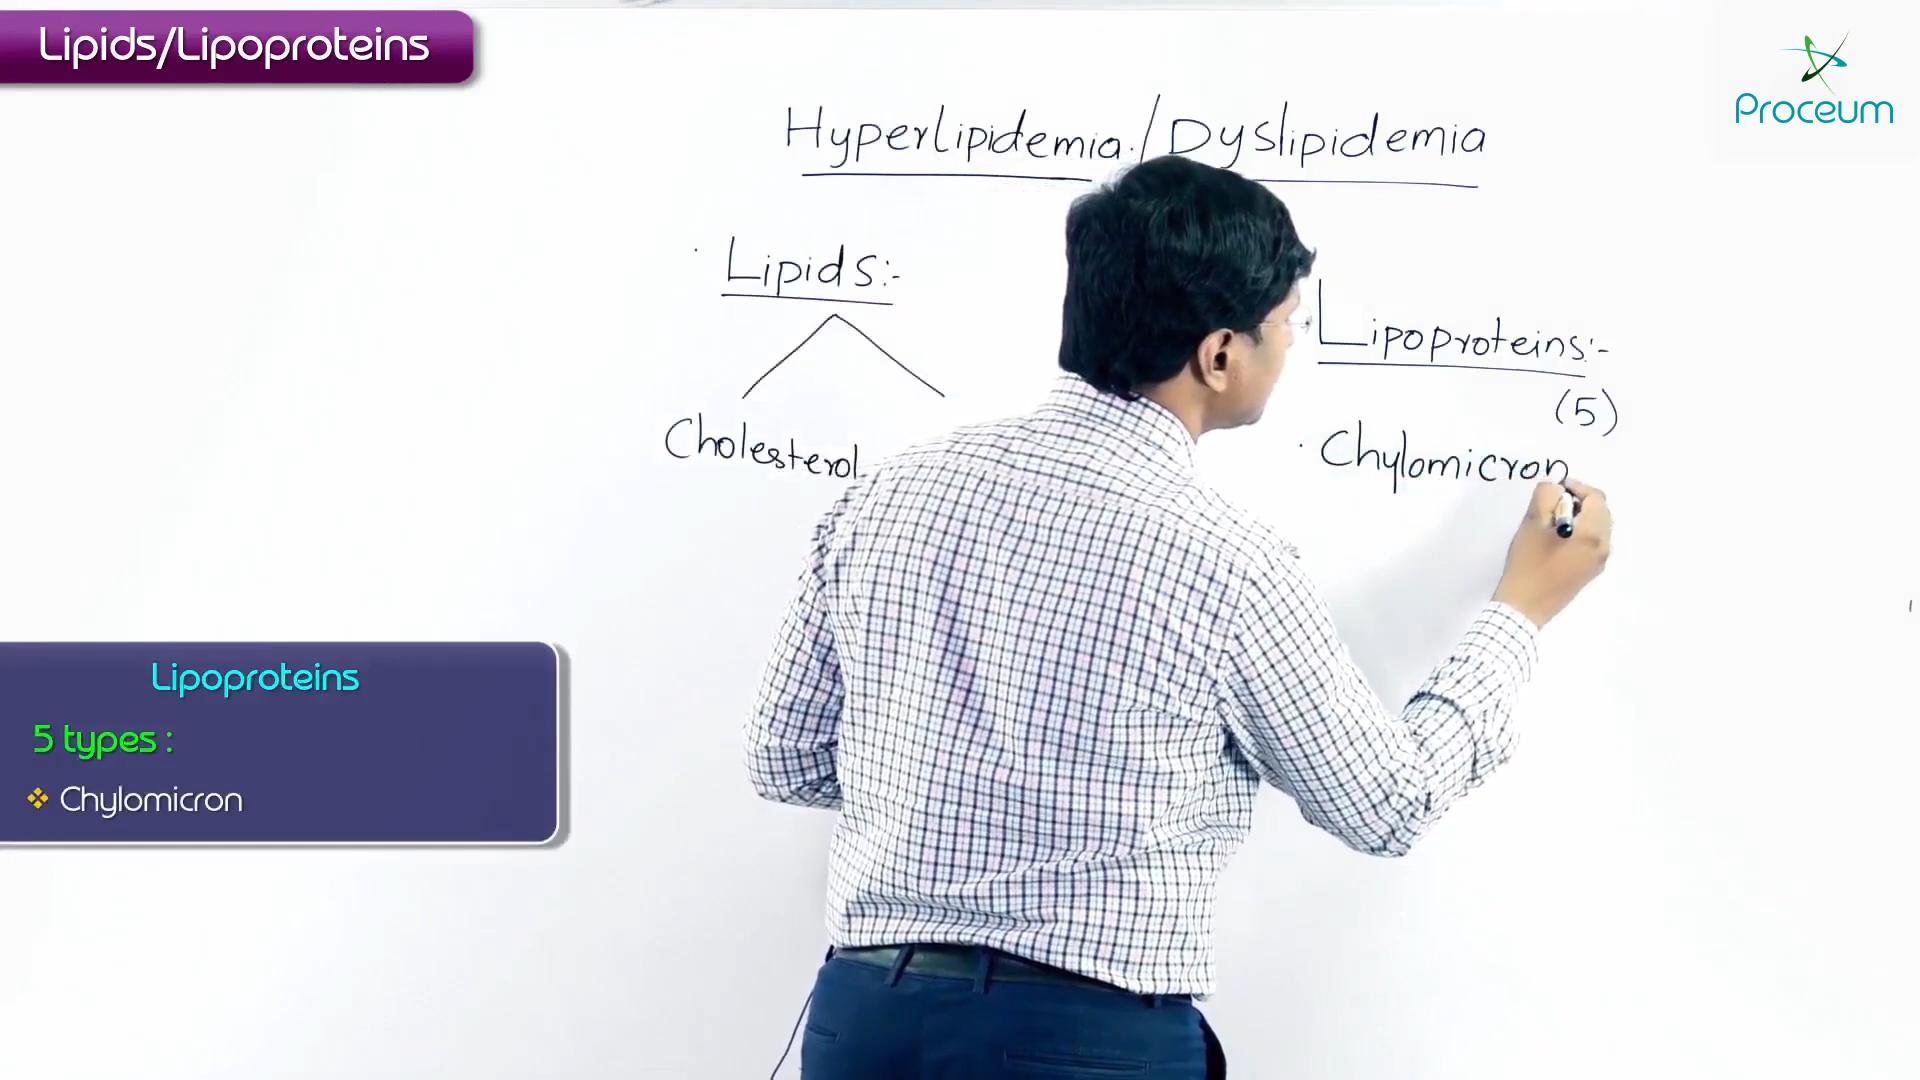 Lipids/Lipoproteins
Proceum
Hyperlipidemia./Dyslipidemia
Lipids:-
Lipoproteins:-
(5)
Cholesterol
Chylomicron
Lipoproteins
5 types :
Chylomicron